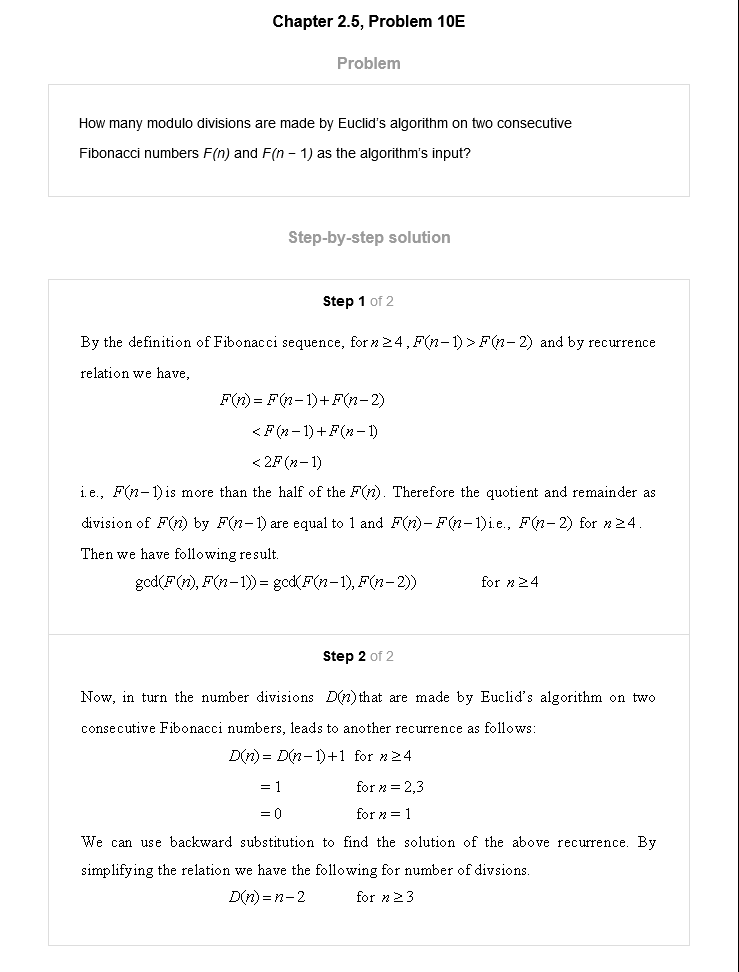 Chapter 2.5, Problem 10E
Problem
How many modulo divisions are made by Euclid's algorithm on two consecutive
Fibonacci numbers F(n) and F(n − 1) as the algorithm's input?
Step-by-step solution
Step 1 of 2
By the definition of Fibonacci sequence, for n ≥ 4, F(n−1) > F(n−2) and by recurrence
relation we have,
F(n) = F(n−1)+F(n−2)
< F(n−1)+F(n−1)
< 2F(n−1)
i.e., F(n−1) is more than the half of the F(n). Therefore the quotient and remainder as
division of F(n) by F(n−1) are equal to 1 and F(n)−F(n−1) i.e., F(n−2) for n ≥ 4.
Then we have following result.
gcd(F(n), F(n−1)) = gcd(F(n−1), F(n−2)) for n ≥ 4
Step 2 of 2
Now, in turn the number divisions D(n) that are made by Euclid's algorithm on two
consecutive Fibonacci numbers, leads to another recurrence as follows:
D(n) = D(n−1)+1 for n ≥ 4
= 1 for n = 2,3
= 0 for n = 1
We can use backward substitution to find the solution of the above recurrence. By
simplifying the relation we have the following for number of divsions.
D(n) = n−2 for n ≥ 3